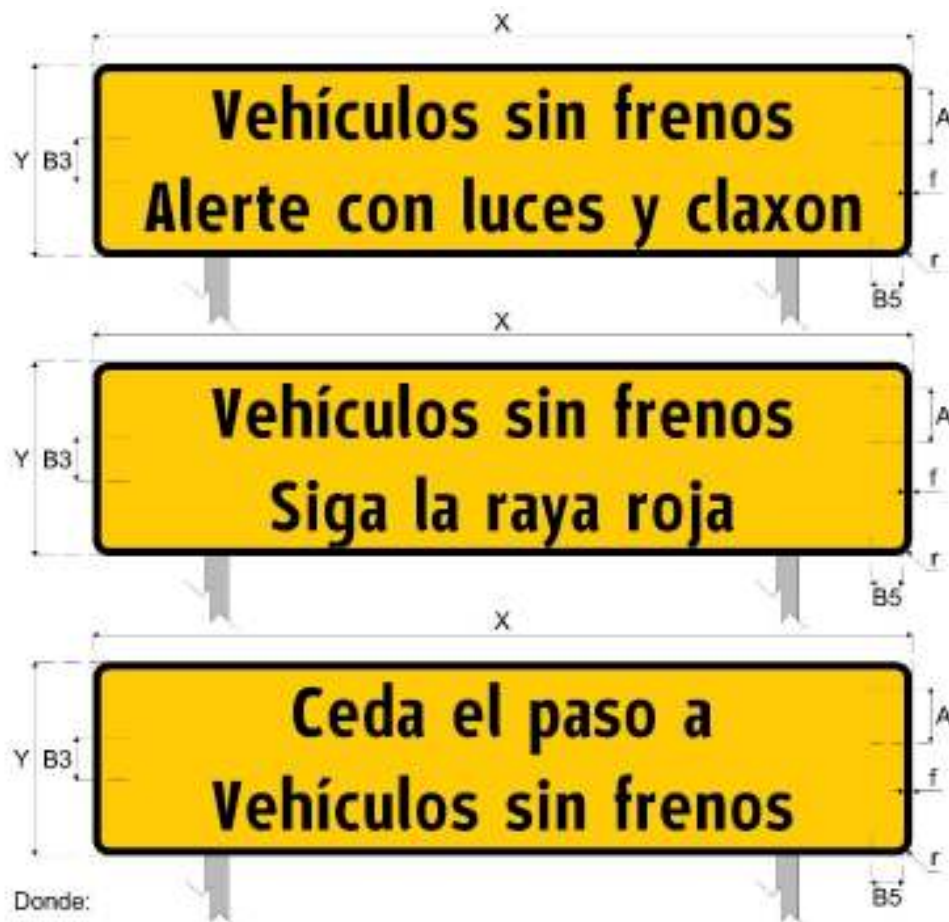 X
Vehículos sin frenos
Y B3 A
Alerte con luces y claxon
f
r
B5
X
Vehículos sin frenos
Y B3 A
Siga la raya roja
f
r
B5
X
Ceda el paso a
Y B3 A
Vehículos sin frenos
f
r
B5
Donde: